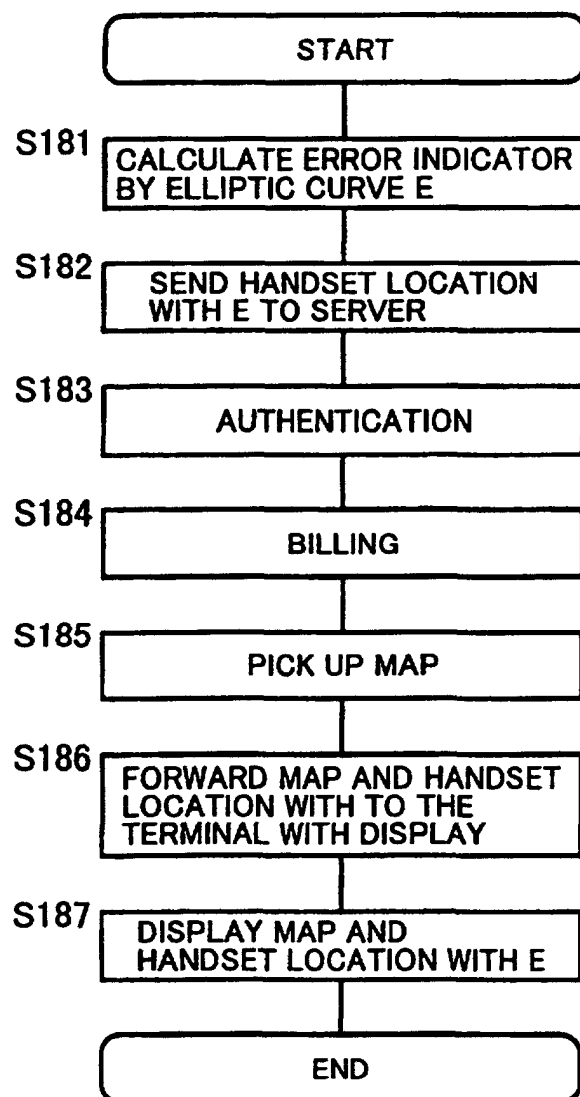 START
S181
CALCULATE ERROR INDICATOR
BY ELLIPTIC CURVE E
S182
SEND HANDSET LOCATION
WITH E TO SERVER
S183
AUTHENTICATION
S184
BILLING
S185
PICK UP MAP
S186
FORWARD MAP AND HANDSET
LOCATION WITH TO THE
TERMINAL WITH DISPLAY
S187
DISPLAY MAP AND
HANDSET LOCATION WITH E
END